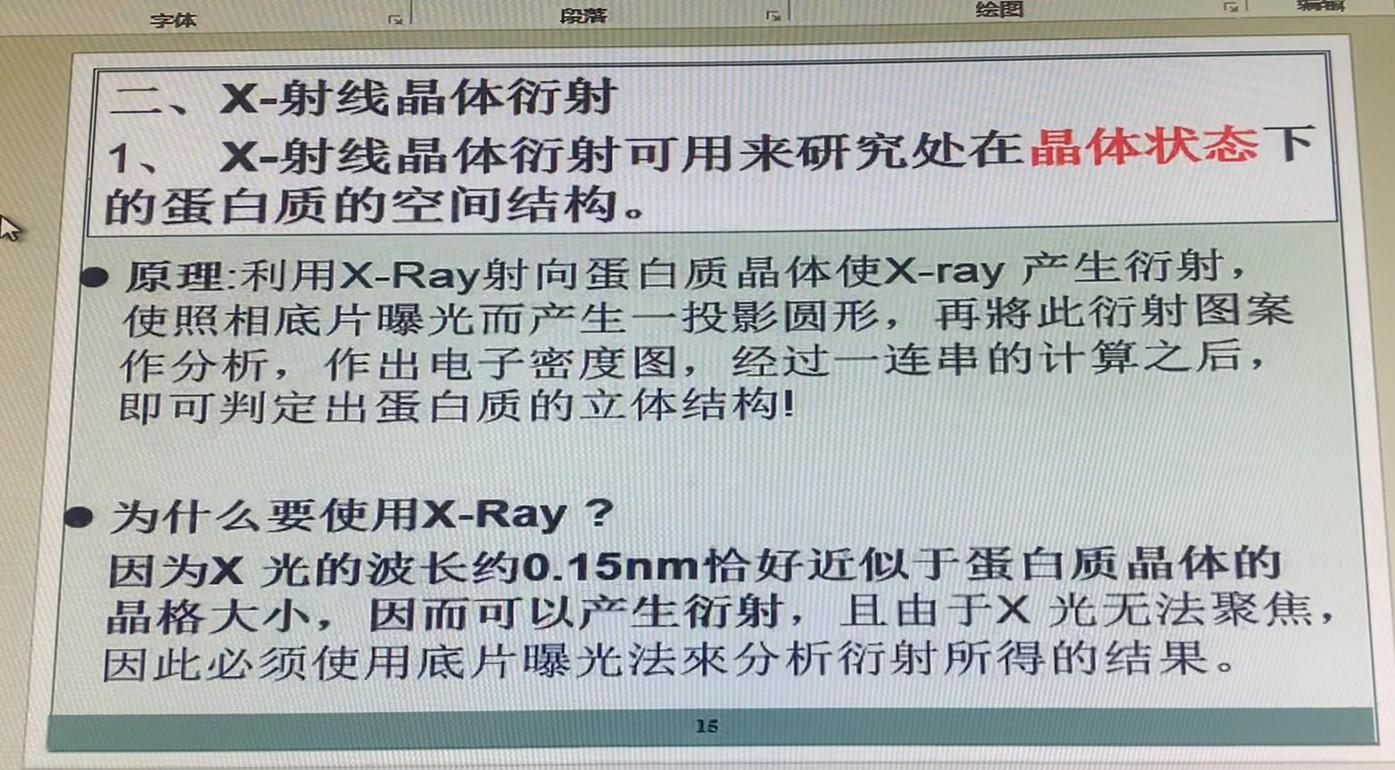 字体 段落 绘图 编辑
二、X-射线晶体衍射
1、 X-射线晶体衍射可用来研究处在晶体状态下
的蛋白质的空间结构。
● 原理:利用X-Ray射向蛋白质晶体使X-ray 产生衍射，
使照相底片曝光而产生一投影圆形，再將此衍射图案
作分析，作出电子密度图，经过一连串的计算之后，
即可判定出蛋白质的立体结构!
● 为什么要使用X-Ray ？
因为X 光的波长约0.15nm恰好近似于蛋白质晶体的
晶格大小，因而可以产生衍射，且由于X 光无法聚焦，
因此必须使用底片曝光法來分析衍射所得的结果。
15